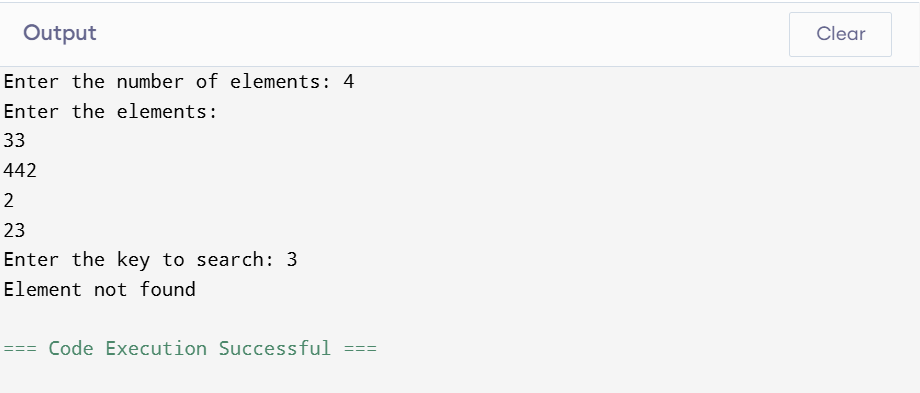 Output
Clear
Enter the number of elements: 4
Enter the elements:
33
442
2
23
Enter the key to search: 3
Element not found
=== Code Execution Successful ===